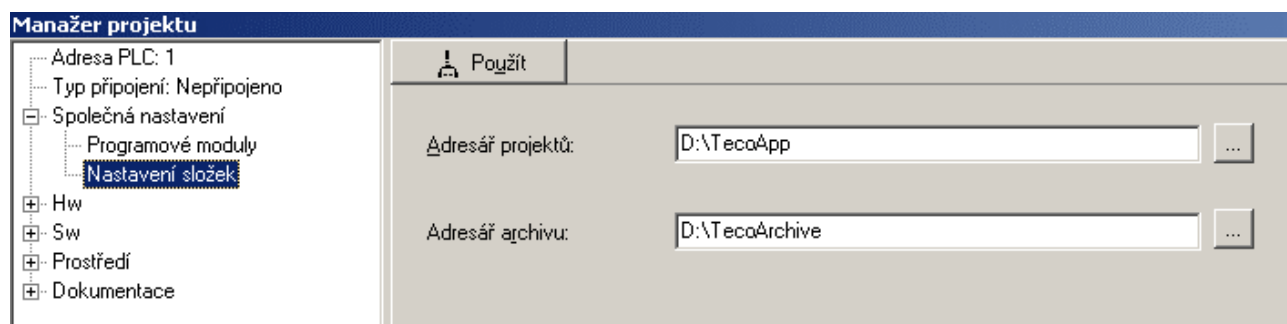 Manažer projektu
Adresa PLC: 1
Typ připojení: Nepřipojeno
Společná nastavení
Programové moduly
Nastavení složek
Hw
Sw
Prostředí
Dokumentace
Použít
Adresář projektů:
D:\TecoApp
...
Adresář archivu:
D:\TecoArchive
...